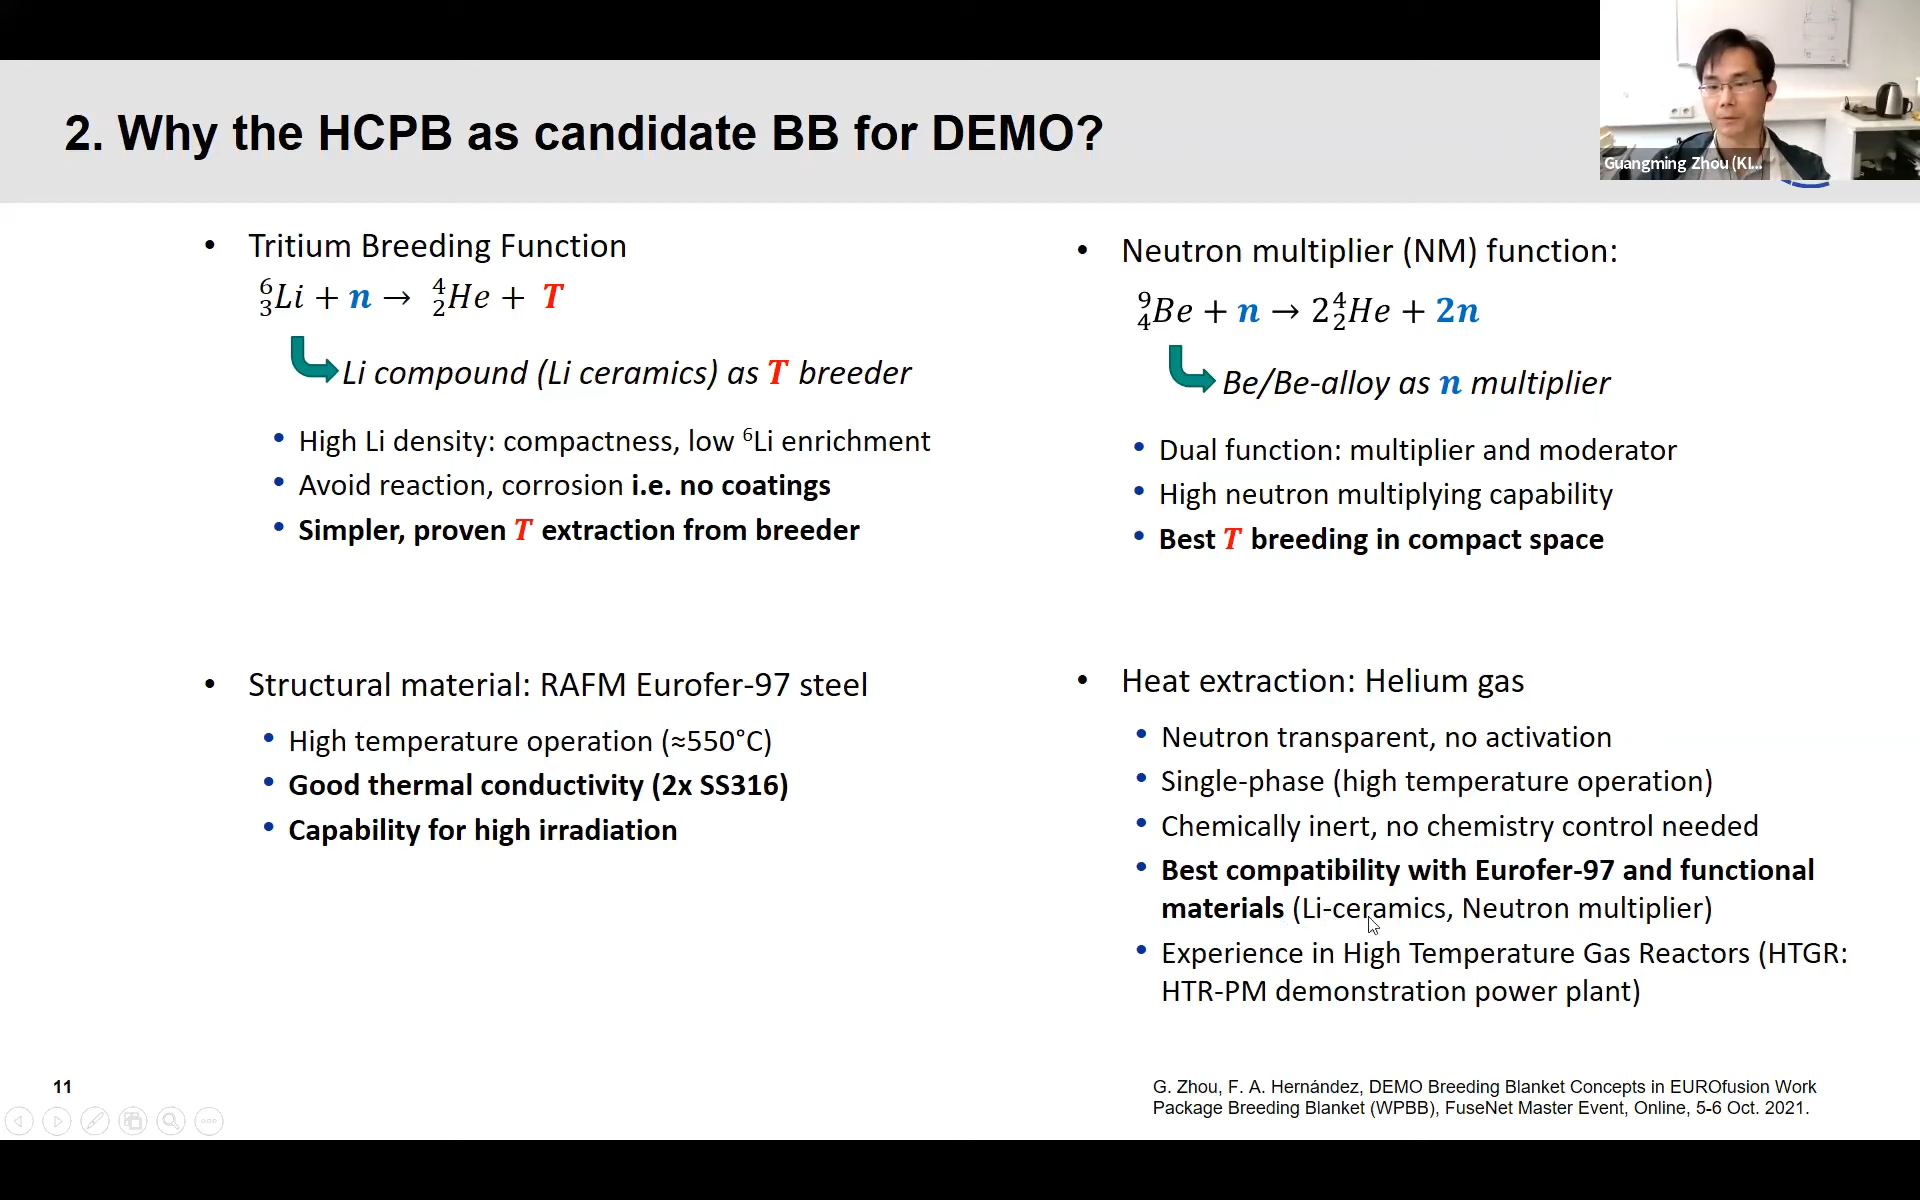 2. Why the HCPB as candidate BB for DEMO?
Guangming Zhou (KI...
• Tritium Breeding Function
⁶₃Li + n → ⁴₂He + T
Li compound (Li ceramics) as T breeder
• High Li density: compactness, low ⁶Li enrichment
• Avoid reaction, corrosion i.e. no coatings
• Simpler, proven T extraction from breeder
• Neutron multiplier (NM) function:
⁹₄Be + n → 2⁴₂He + 2n
Be/Be-alloy as n multiplier
• Dual function: multiplier and moderator
• High neutron multiplying capability
• Best T breeding in compact space
• Structural material: RAFM Eurofer-97 steel
• High temperature operation (≈550°C)
• Good thermal conductivity (2x SS316)
• Capability for high irradiation
• Heat extraction: Helium gas
• Neutron transparent, no activation
• Single-phase (high temperature operation)
• Chemically inert, no chemistry control needed
• Best compatibility with Eurofer-97 and functional
materials (Li-ceramics, Neutron multiplier)
• Experience in High Temperature Gas Reactors (HTGR:
HTR-PM demonstration power plant)
11
G. Zhou, F. A. Hernández, DEMO Breeding Blanket Concepts in EUROfusion Work
Package Breeding Blanket (WPBB), FuseNet Master Event, Online, 5-6 Oct. 2021.